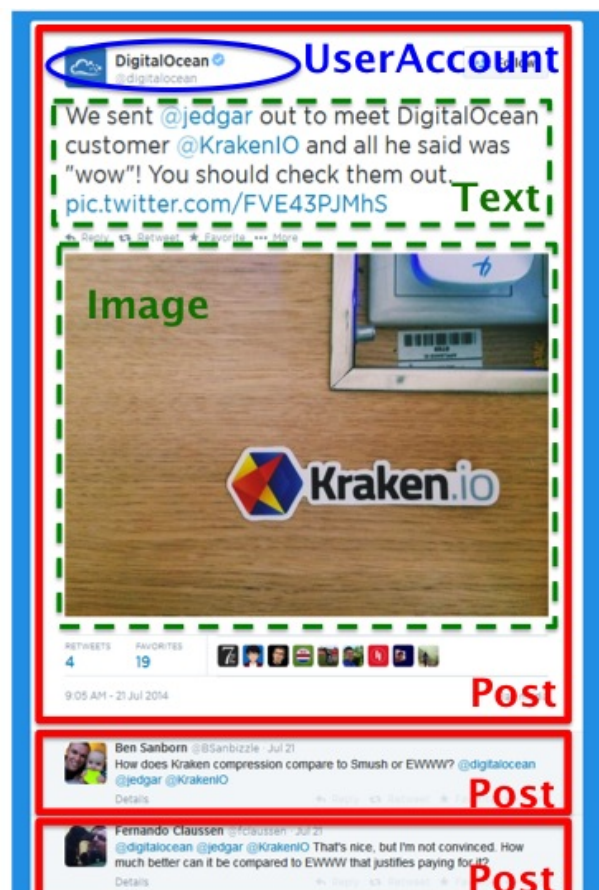 DigitalOcean
@digitalocean
UserAccount
We sent @jedgar out to meet DigitalOcean
customer @KrakenIO and all he said was
"wow"! You should check them out.
pic.twitter.com/FVE43PJMhS
Text
Reply Retweet Favorite ••• More
Image
Kraken.io
RETWEETS FAVORITES
4 19
9:05 AM - 21 Jul 2014
Post
Ben Sanborn @BSanbizzle · Jul 21
How does Kraken compression compare to Smush or EWWW? @digitalocean
@jedgar @KrakenIO
Details Reply Retweet
Post
Fernando Claussen @fclaussen · Jul 21
@digitalocean @jedgar @KrakenIO That's nice, but I'm not convinced. How
much better can it be compared to EWWW that justifies paying for it?
Details Reply Retweet
Post